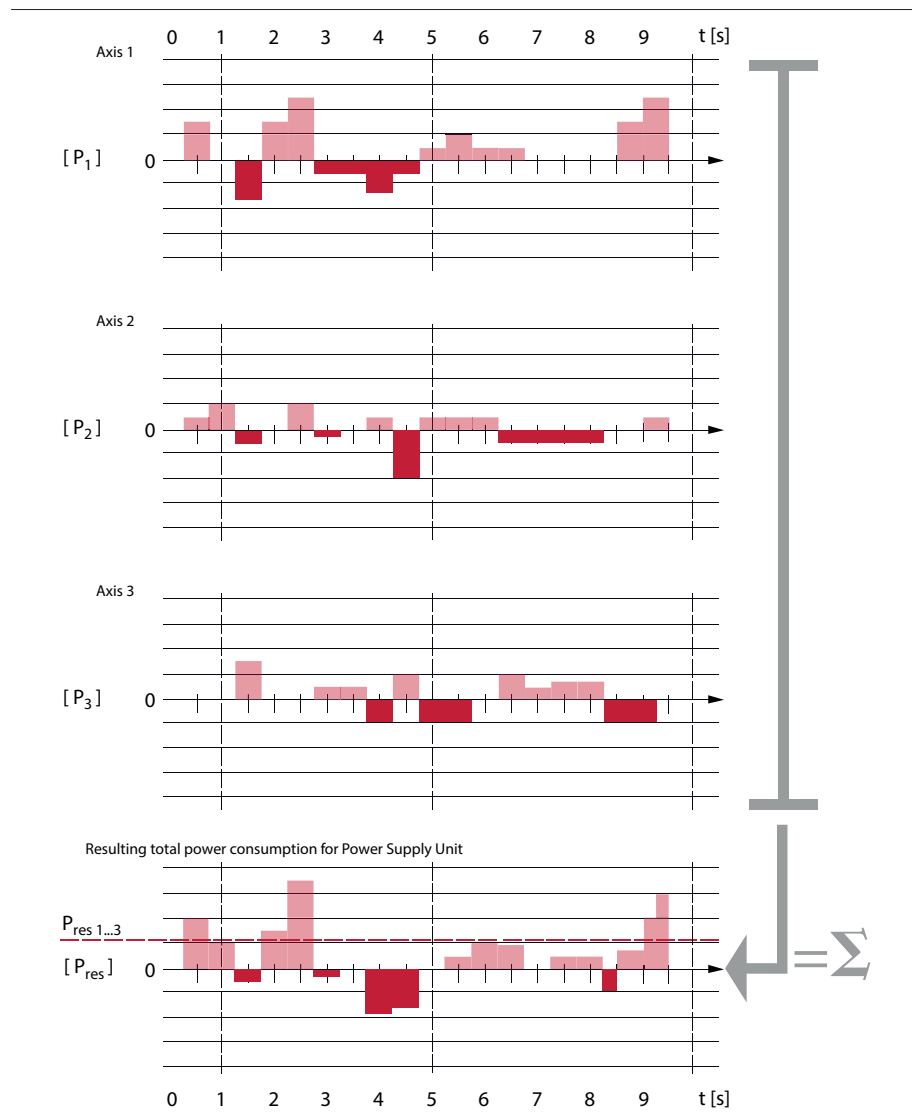 0 1 2 3 4 5 6 7 8 9 t [s]
Axis 1
[ P1 ] 0
Axis 2
[ P2 ] 0
Axis 3
[ P3 ] 0
Resulting total power consumption for Power Supply Unit
Pres 1...3
[ Pres ] 0
=Σ
0 1 2 3 4 5 6 7 8 9 t [s]